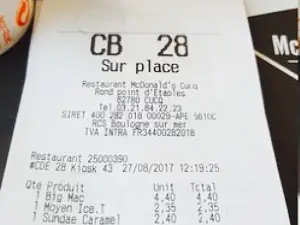 CB 28
Sur place
Restaurant McDonald's Cucq
Rond point d'Etaples
62780 CUCQ
Tel.03.21.84.22.23
SIRET 400 282 018 00029-APE 5610C
RCS Boulogne sur mer
TVA INTRA FR34400282018
Restaurant 25000390
#CDE 28 Kiosk 43 27/08/2017 12:19:25
Qte Produit Unit Total
1 Big Mac 4,40 4,40
1 Moyen Ice.T 2,35 2,35
1 Sundae Caramel 2,40 2,40
Mc